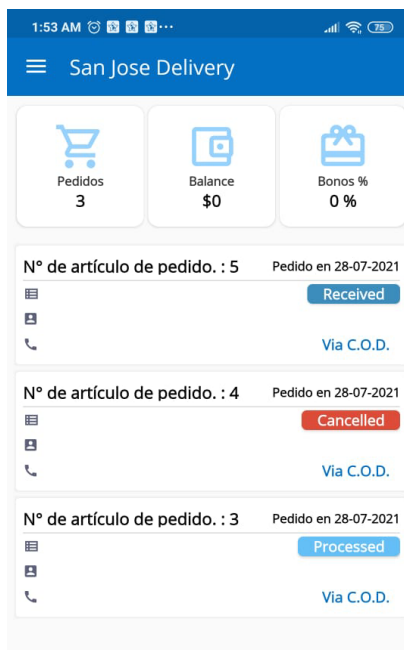 1:53 AM
75
San Jose Delivery
Pedidos
3
Balance
$0
Bonos %
0 %
N° de artículo de pedido. : 5 Pedido en 28-07-2021
Received
Via C.O.D.
N° de artículo de pedido. : 4 Pedido en 28-07-2021
Cancelled
Via C.O.D.
N° de artículo de pedido. : 3 Pedido en 28-07-2021
Processed
Via C.O.D.